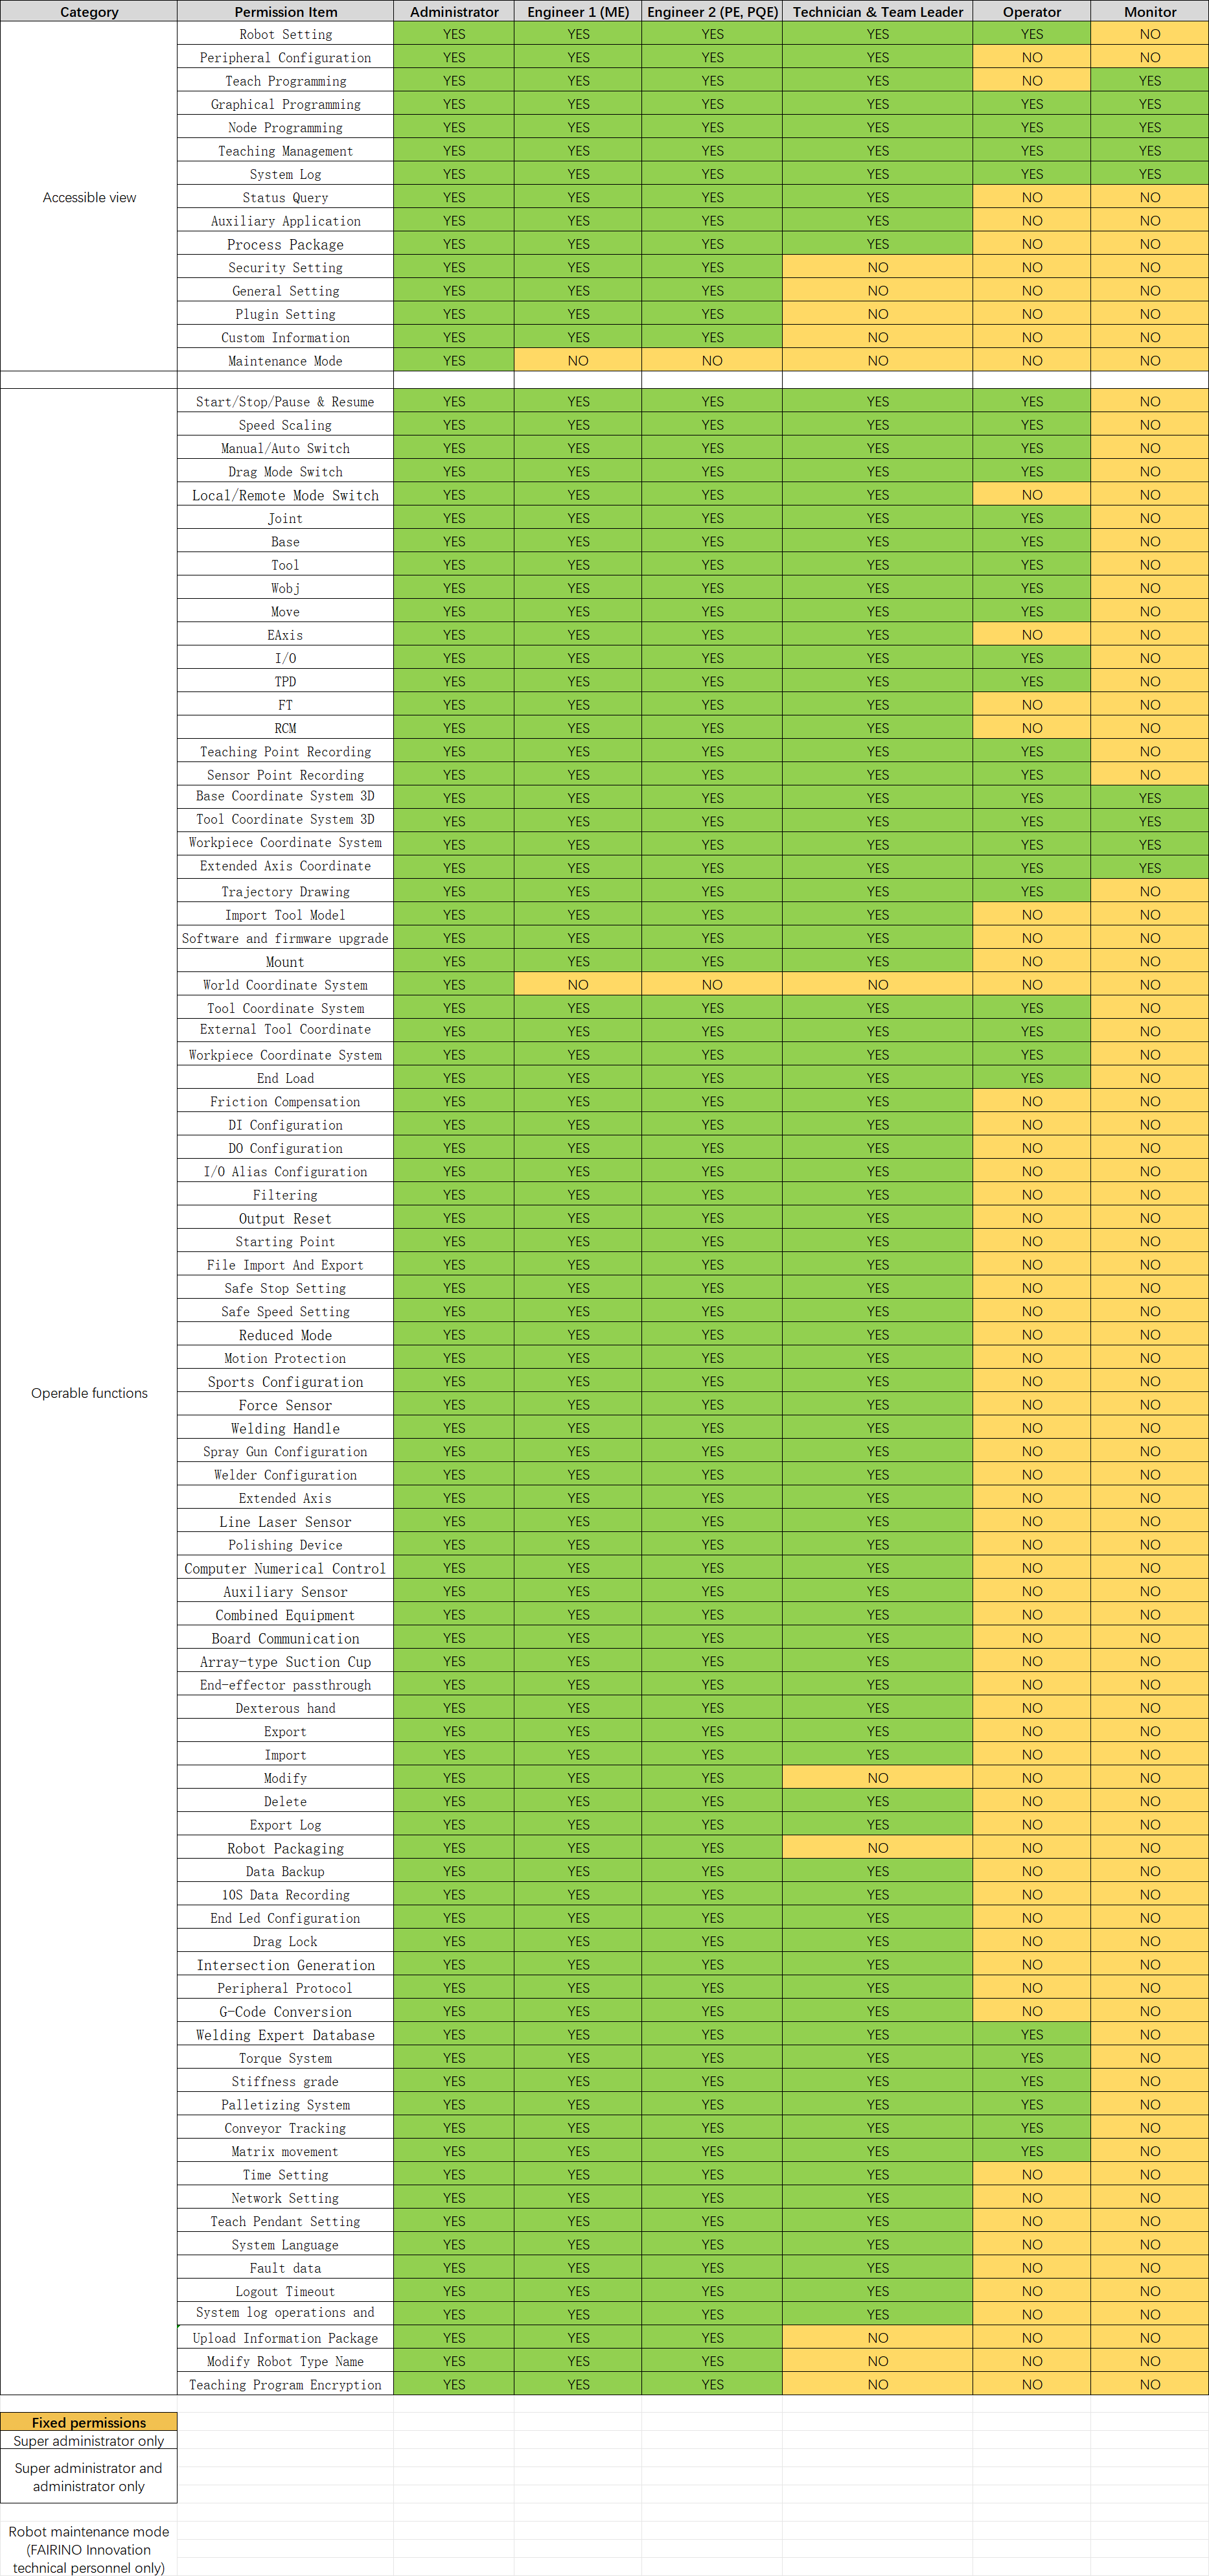 Category Permission Item Administrator Engineer 1 (ME) Engineer 2 (PE, PQE) Technician & Team Leader Operator Monitor
Robot Setting YES YES YES YES YES NO
Peripheral Configuration YES YES YES YES NO NO
Teach Programming YES YES YES YES NO YES
Graphical Programming YES YES YES YES YES YES
Node Programming YES YES YES YES YES YES
Teaching Management YES YES YES YES YES YES
System Log YES YES YES YES YES YES
Accessible view Status Query YES YES YES YES NO NO
Auxiliary Application YES YES YES YES NO NO
Process Package YES YES YES YES NO NO
Security Setting YES YES YES NO NO NO
General Setting YES YES YES NO NO NO
Plugin Setting YES YES YES NO NO NO
Custom Information YES YES YES NO NO NO
Maintenance Mode YES NO NO NO NO NO
Start/Stop/Pause & Resume YES YES YES YES YES NO
Speed Scaling YES YES YES YES YES NO
Manual/Auto Switch YES YES YES YES YES NO
Drag Mode Switch YES YES YES YES YES NO
Local/Remote Mode Switch YES YES YES YES NO NO
Joint YES YES YES YES YES NO
Base YES YES YES YES YES NO
Tool YES YES YES YES YES NO
Wobj YES YES YES YES YES NO
Move YES YES YES YES YES NO
EAxis YES YES YES YES NO NO
I/O YES YES YES YES YES NO
TPD YES YES YES YES YES NO
FT YES YES YES YES NO NO
RCM YES YES YES YES NO NO
Teaching Point Recording YES YES YES YES YES NO
Sensor Point Recording YES YES YES YES YES NO
Base Coordinate System 3D YES YES YES YES YES YES
Tool Coordinate System 3D YES YES YES YES YES YES
Workpiece Coordinate System YES YES YES YES YES YES
Extended Axis Coordinate YES YES YES YES YES YES
Trajectory Drawing YES YES YES YES YES NO
Import Tool Model YES YES YES YES NO NO
Software and firmware upgrade YES YES YES YES NO NO
Mount YES YES YES YES NO NO
World Coordinate System YES NO NO NO NO NO
Tool Coordinate System YES YES YES YES YES NO
External Tool Coordinate YES YES YES YES YES NO
Workpiece Coordinate System YES YES YES YES YES NO
End Load YES YES YES YES YES NO
Friction Compensation YES YES YES YES NO NO
DI Configuration YES YES YES YES NO NO
DO Configuration YES YES YES YES NO NO
I/O Alias Configuration YES YES YES YES NO NO
Filtering YES YES YES YES NO NO
Output Reset YES YES YES YES NO NO
Starting Point YES YES YES YES NO NO
File Import And Export YES YES YES YES NO NO
Safe Stop Setting YES YES YES YES NO NO
Safe Speed Setting YES YES YES YES NO NO
Reduced Mode YES YES YES YES NO NO
Motion Protection YES YES YES YES NO NO
Operable functions Sports Configuration YES YES YES YES NO NO
Force Sensor YES YES YES YES NO NO
Welding Handle YES YES YES YES NO NO
Spray Gun Configuration YES YES YES YES NO NO
Welder Configuration YES YES YES YES NO NO
Extended Axis YES YES YES YES NO NO
Line Laser Sensor YES YES YES YES NO NO
Polishing Device YES YES YES YES NO NO
Computer Numerical Control YES YES YES YES NO NO
Auxiliary Sensor YES YES YES YES NO NO
Combined Equipment YES YES YES YES NO NO
Board Communication YES YES YES YES NO NO
Array-type Suction Cup YES YES YES YES NO NO
End-effector passthrough YES YES YES YES NO NO
Dexterous hand YES YES YES YES NO NO
Export YES YES YES YES NO NO
Import YES YES YES YES NO NO
Modify YES YES YES NO NO NO
Delete YES YES YES YES NO NO
Export Log YES YES YES YES NO NO
Robot Packaging YES YES YES NO NO NO
Data Backup YES YES YES YES NO NO
10S Data Recording YES YES YES YES NO NO
End Led Configuration YES YES YES YES NO NO
Drag Lock YES YES YES YES NO NO
Intersection Generation YES YES YES YES NO NO
Peripheral Protocol YES YES YES YES NO NO
G-Code Conversion YES YES YES YES NO NO
Welding Expert Database YES YES YES YES YES NO
Torque System YES YES YES YES YES NO
Stiffness grade YES YES YES YES YES NO
Palletizing System YES YES YES YES YES NO
Conveyor Tracking YES YES YES YES YES NO
Matrix movement YES YES YES YES YES NO
Time Setting YES YES YES YES NO NO
Network Setting YES YES YES YES NO NO
Teach Pendant Setting YES YES YES YES NO NO
System Language YES YES YES YES NO NO
Fault data YES YES YES YES NO NO
Logout Timeout YES YES YES YES NO NO
System log operations and YES YES YES YES NO NO
Upload Information Package YES YES YES NO NO NO
Modify Robot Type Name YES YES YES NO NO NO
Teaching Program Encryption YES YES YES NO NO NO
Fixed permissions
Super administrator only
Super administrator and
administrator only
Robot maintenance mode
(FAIRINO Innovation
technical personnel only)